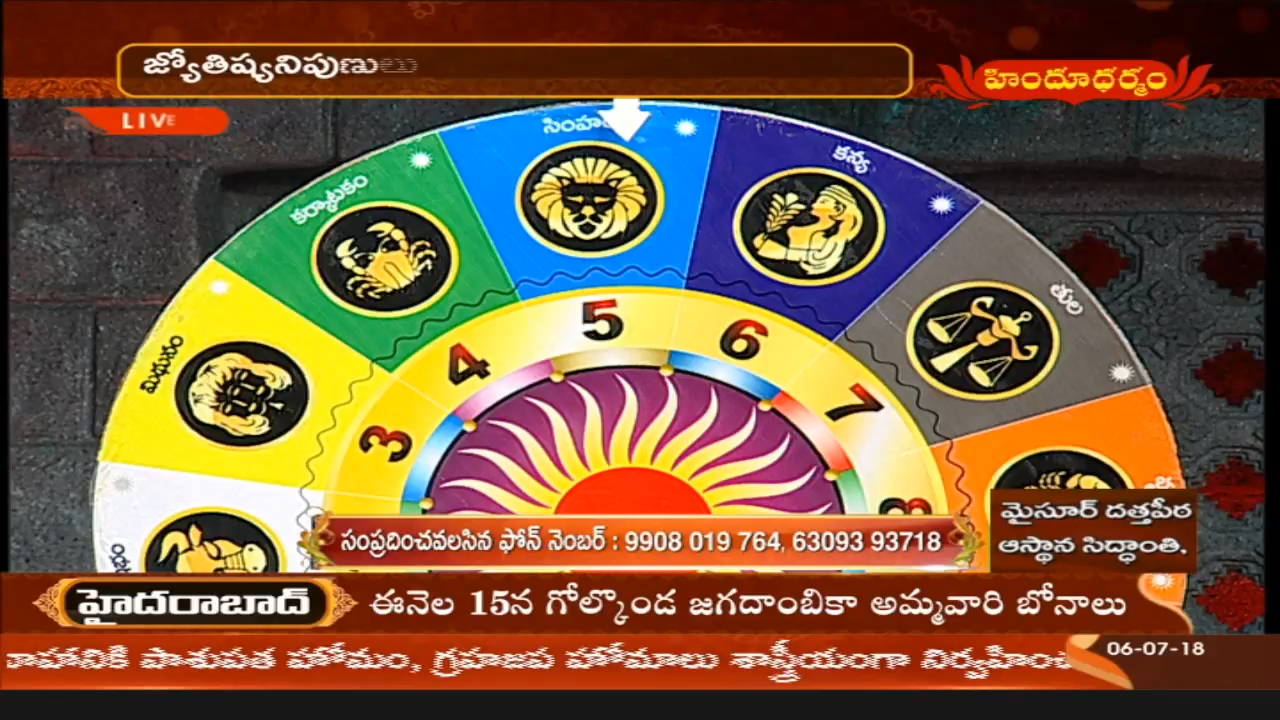 జ్యోతిష్యనిపుణులు
హిందూధర్మం
LIVE
సింహం
కన్య
కర్కాటకం
తుల
మిథునం
5
6
4
7
3
8
మైసూర్ దత్తపీఠ
ఆస్థాన సిద్ధాంతి.
సంప్రదించవలసిన ఫోన్ నెంబర్ : 9908 019 764, 63093 93718
హైదరాబాద్ ఈనెల 15న గోల్కొండ జగదాంబికా అమ్మవారి బోనాలు
పాశుపత హోమం, గ్రహజప హోమాలు శాస్త్రీయంగా
06-07-18